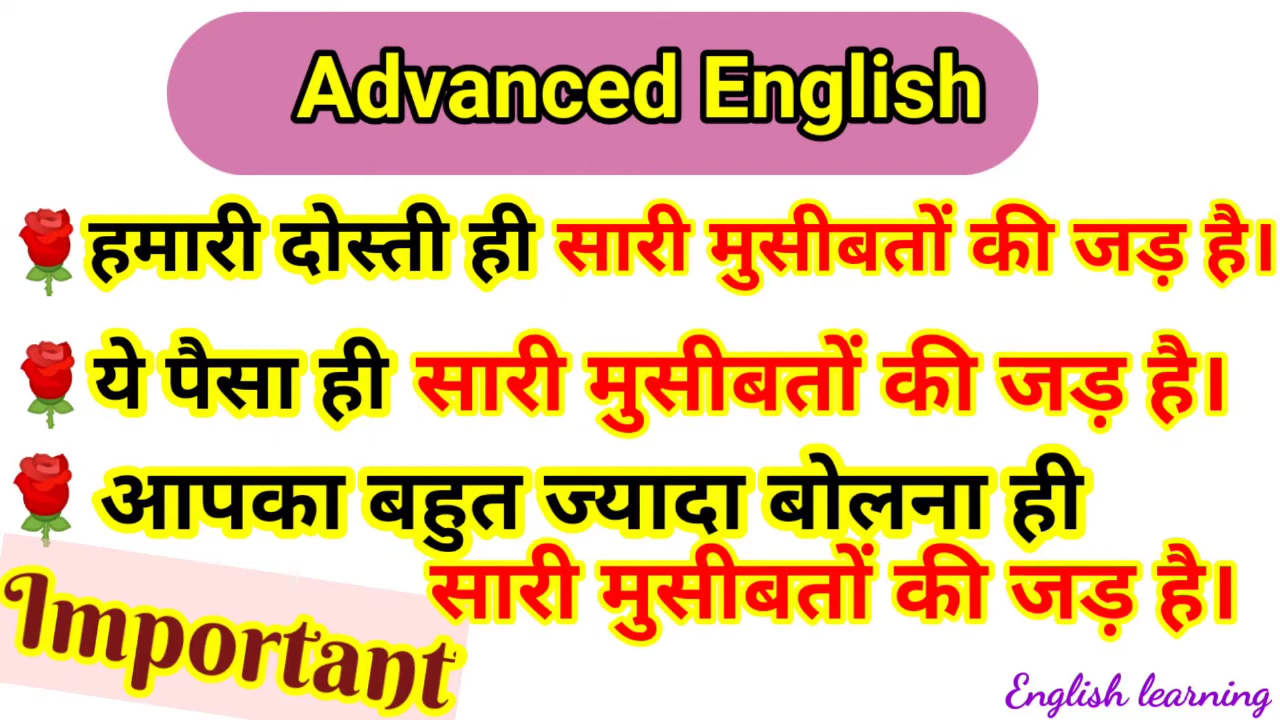 Advanced English
हमारी दोस्ती ही सारी मुसीबतों की जड़ है।
ये पैसा ही सारी मुसीबतों की जड़ है।
आपका बहुत ज्यादा बोलना ही
सारी मुसीबतों की जड़ है।
Important
English learning